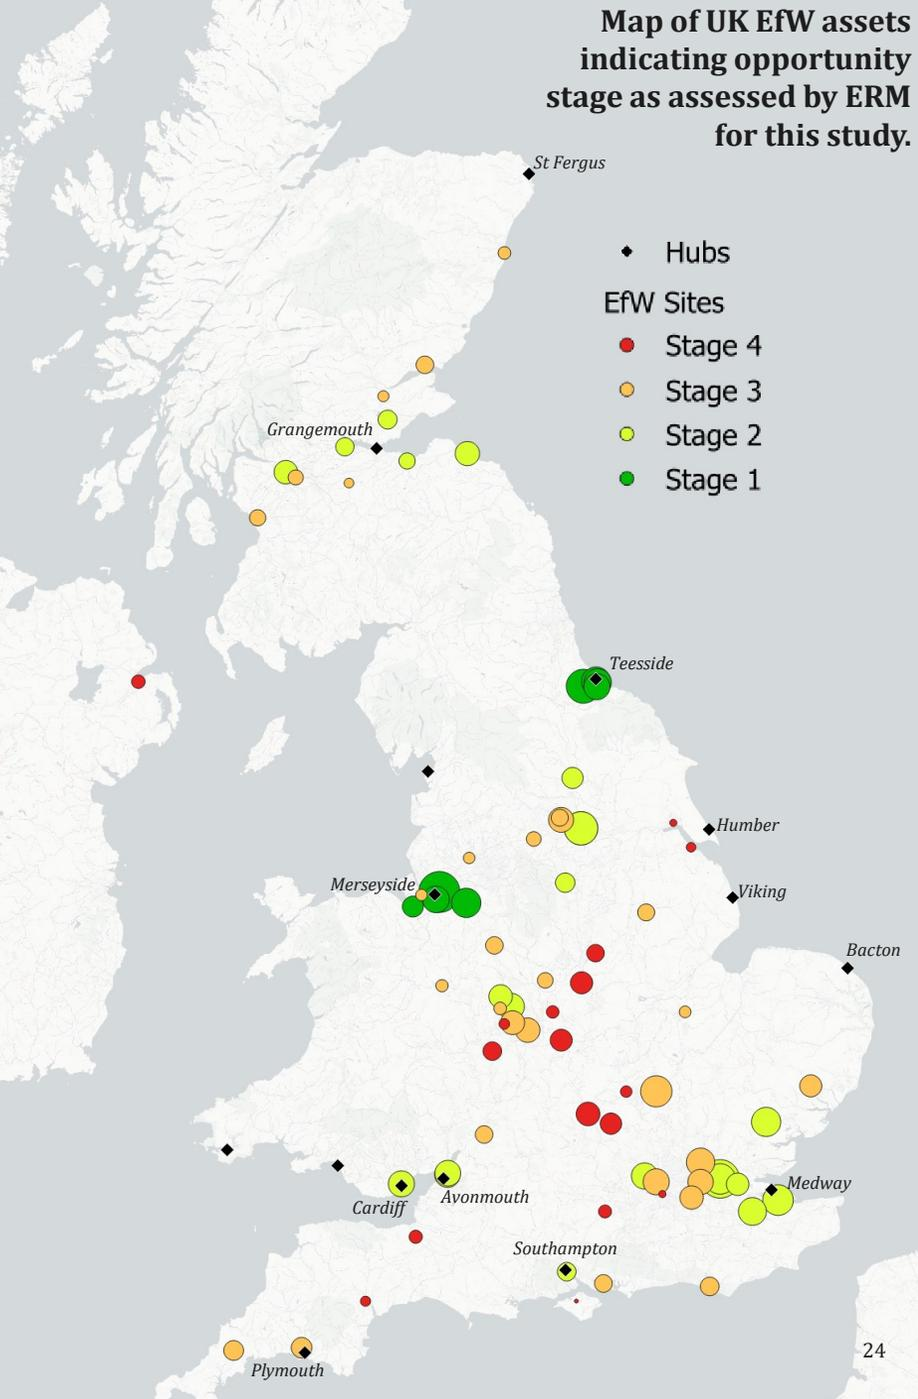 Map of UK EfW assets
indicating opportunity
stage as assessed by ERM
for this study.
St Fergus
Hubs
EfW Sites
Stage 4
Stage 3
Stage 2
Stage 1
Grangemouth
Teesside
Humber
Merseyside
Viking
Bacton
Medway
Avonmouth
Cardiff
Southampton
24
Plymouth